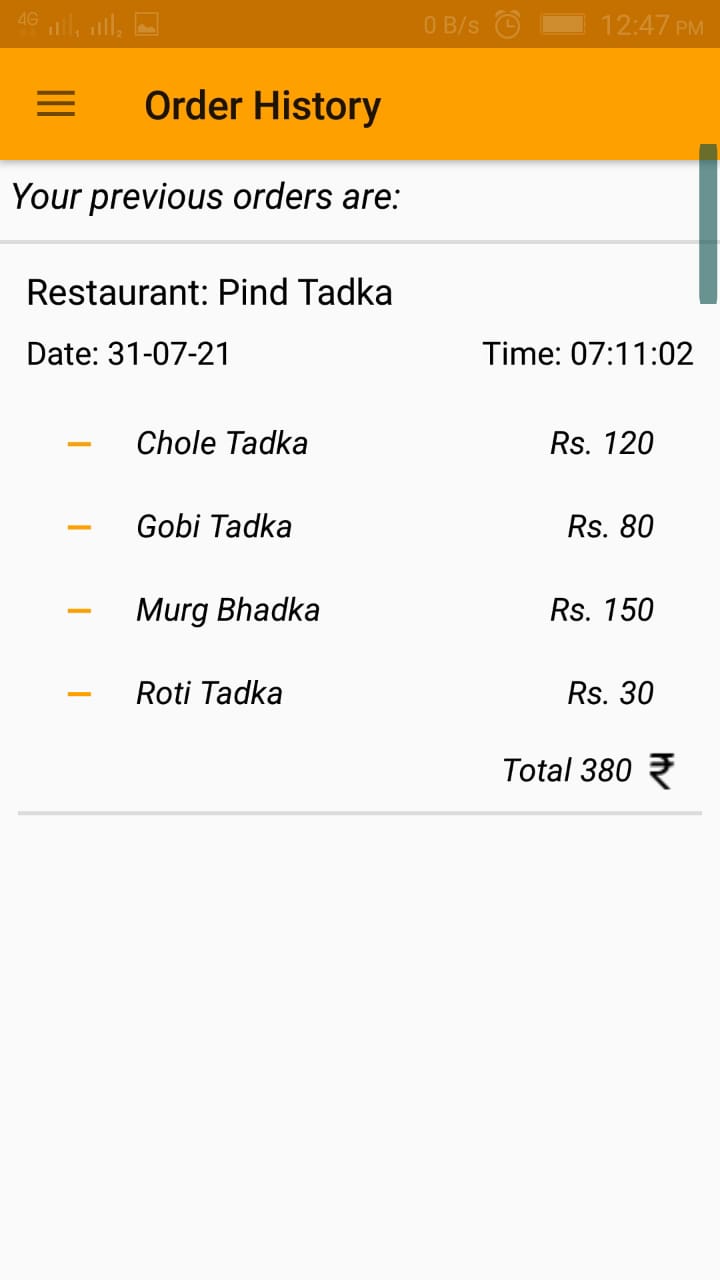 4G 1 2 0 B/s 12:47 PM
Order History
Your previous orders are:
Restaurant: Pind Tadka
Date: 31-07-21 Time: 07:11:02
Chole Tadka Rs. 120
Gobi Tadka Rs. 80
Murg Bhadka Rs. 150
Roti Tadka Rs. 30
Total 380 ₹